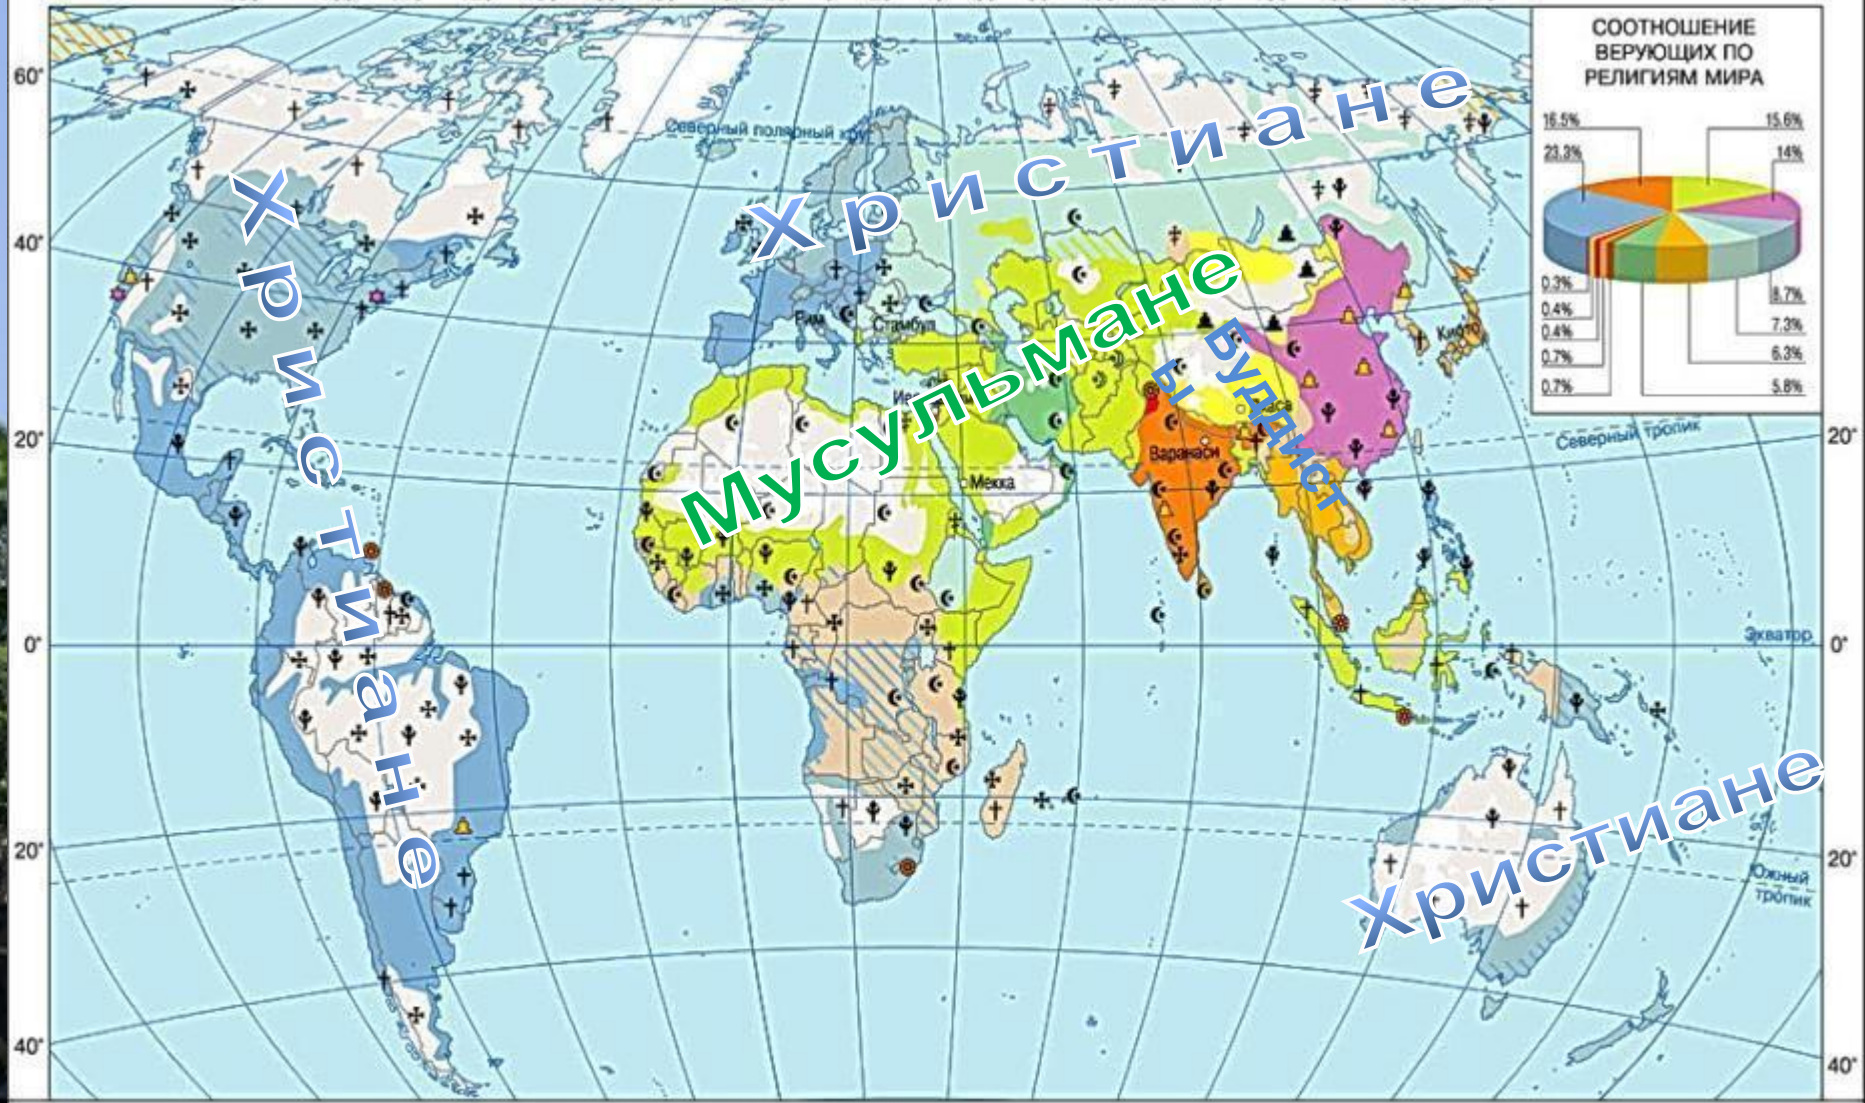 СООТНОШЕНИЕ
ВЕРУЮЩИХ ПО
РЕЛИГИЯМ МИРА
16.5%
15.6%
23.3%
14%
0.3%
0.4%
0.4%
0.7%
0.7%
8.7%
7.3%
6.3%
5.8%
60°
40°
20°
0°
20°
40°
20°
0°
20°
40°
Северный полярный круг
Христиане
Христиане
Мусульмане
Буддист
ы
Христиане
Рим
Стамбул
Мекка
Варанаси
Киото
Северный тропик
Экватор
Южный
тропик